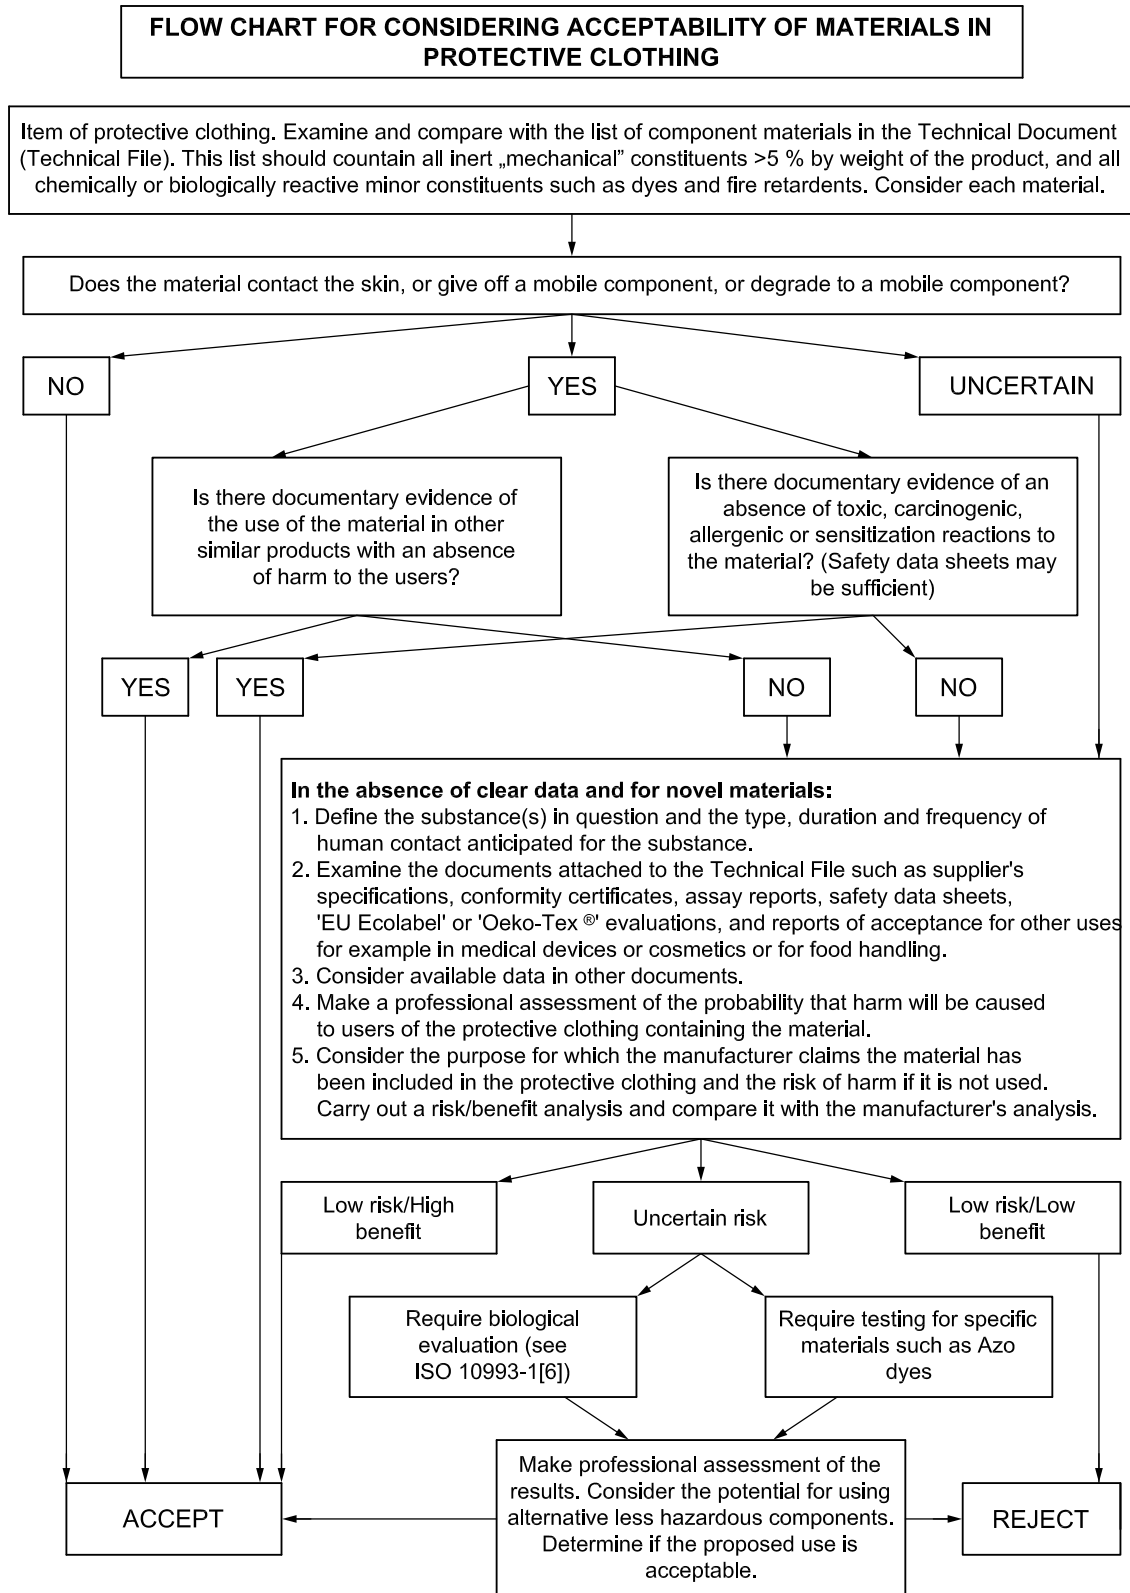 FLOW CHART FOR CONSIDERING ACCEPTABILITY OF MATERIALS IN
PROTECTIVE CLOTHING
Item of protective clothing. Examine and compare with the list of component materials in the Technical Document
(Technical File). This list should countain all inert „mechanical” constituents >5 % by weight of the product, and all
chemically or biologically reactive minor constituents such as dyes and fire retardents. Consider each material.
Does the material contact the skin, or give off a mobile component, or degrade to a mobile component?
NO
YES
UNCERTAIN
Is there documentary evidence of
the use of the material in other
similar products with an absence
of harm to the users?
Is there documentary evidence of an
absence of toxic, carcinogenic,
allergenic or sensitization reactions to
the material? (Safety data sheets may
be sufficient)
YES
YES
NO
NO
In the absence of clear data and for novel materials:
1. Define the substance(s) in question and the type, duration and frequency of
human contact anticipated for the substance.
2. Examine the documents attached to the Technical File such as supplier's
specifications, conformity certificates, assay reports, safety data sheets,
'EU Ecolabel' or 'Oeko-Tex ®' evaluations, and reports of acceptance for other uses
for example in medical devices or cosmetics or for food handling.
3. Consider available data in other documents.
4. Make a professional assessment of the probability that harm will be caused
to users of the protective clothing containing the material.
5. Consider the purpose for which the manufacturer claims the material has
been included in the protective clothing and the risk of harm if it is not used.
Carry out a risk/benefit analysis and compare it with the manufacturer's analysis.
Low risk/High
benefit
Uncertain risk
Low risk/Low
benefit
Require biological
evaluation (see
ISO 10993-1[6])
Require testing for specific
materials such as Azo
dyes
ACCEPT
Make professional assessment of the
results. Consider the potential for using
alternative less hazardous components.
Determine if the proposed use is
acceptable.
REJECT